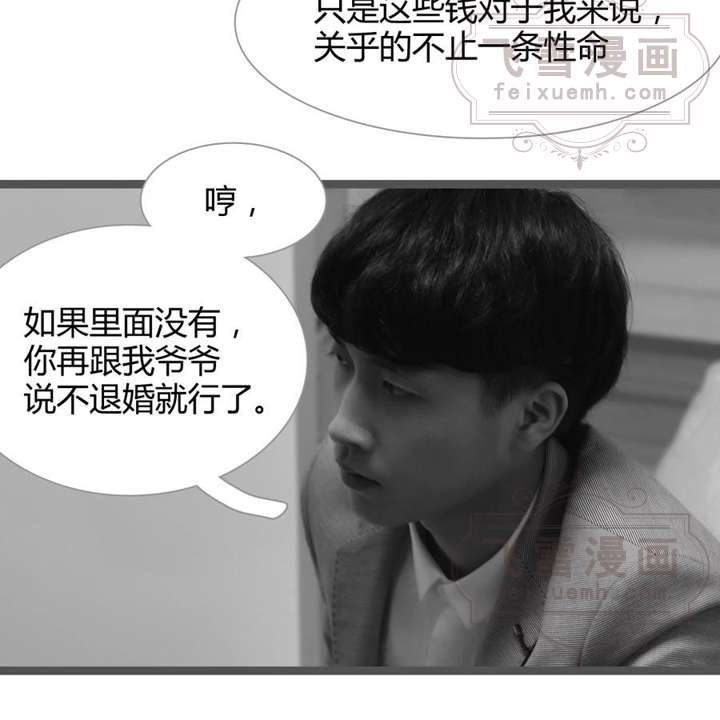 只是这些钱对于我来说，
关乎的不止一条性命
飞雪漫画
feixuemh.com
哼，
如果里面没有，
你再跟我爷爷
说不退婚就行了。
飞雪漫画
feixuemh.com